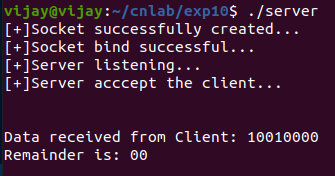 vijay@vijay:~/cnlab/exp10$ ./server
[+]Socket successfully created...
[+]Socket bind successful...
[+]Server listening...
[+]Server acccept the client...
Data received from Client: 10010000
Remainder is: 00